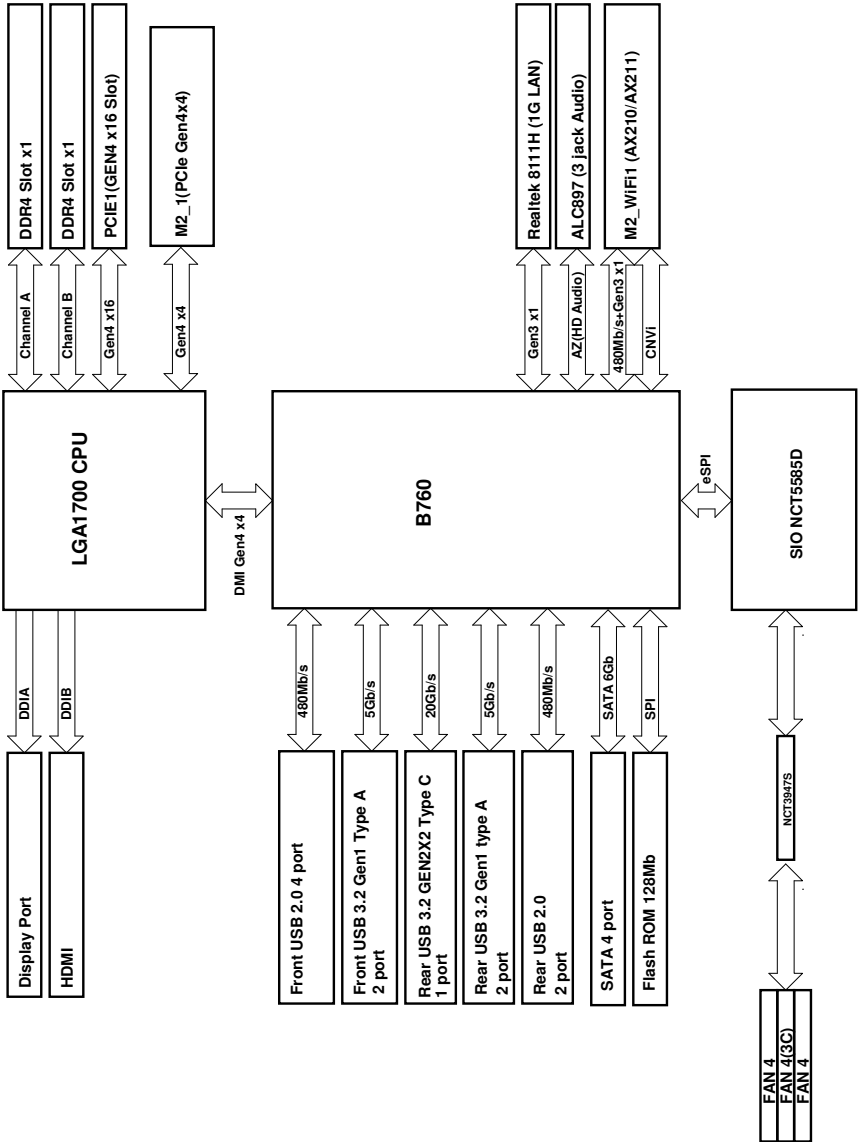 DDR4 Slot x1
DDR4 Slot x1
PCIE1(GEN4 x16 Slot)
M2_1(PCIe Gen4x4)
Channel A
Channel B
Gen4 x16
Gen4 x4
LGA1700 CPU
DDIA
DDIB
Display Port
HDMI
DMI Gen4 x4
Realtek 8111H (1G LAN)
ALC897 (3 jack Audio)
M2_WiFi1 (AX210/AX211)
Gen3 x1
AZ(HD Audio)
480Mb/s+Gen3 x1
CNVi
B760
480Mb/s
5Gb/s
20Gb/s
5Gb/s
480Mb/s
SATA 6Gb
SPI
Front USB 2.0 4 port
Front USB 3.2 Gen1 Type A
2 port
Rear USB 3.2 GEN2X2 Type C
1 port
Rear USB 3.2 Gen1 type A
2 port
Rear USB 2.0
2 port
SATA 4 port
Flash ROM 128Mb
eSPI
SIO NCT5585D
NCT3947S
FAN 4
FAN 4(3C)
FAN 4